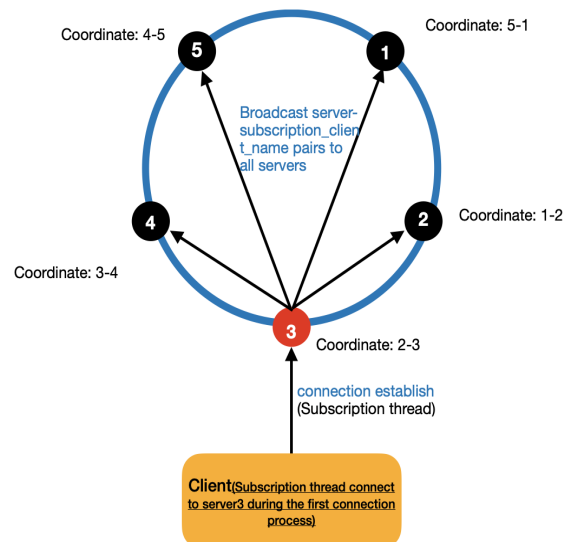 Coordinate: 4-5
Coordinate: 5-1
5
1
Broadcast server-
subscription_clien
t_name pairs to
all servers
4
2
Coordinate: 1-2
Coordinate: 3-4
3
Coordinate: 2-3
connection establish
(Subscription thread)
Client(Subscription thread connect
to server3 during the first connection
process)